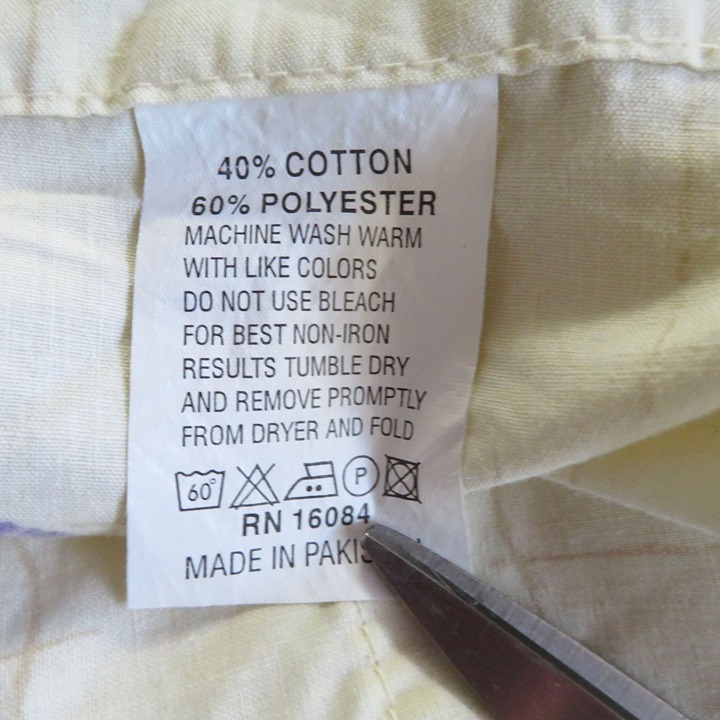 40% COTTON
60% POLYESTER
MACHINE WASH WARM
WITH LIKE COLORS
DO NOT USE BLEACH
FOR BEST NON-IRON
RESULTS TUMBLE DRY
AND REMOVE PROMPTLY
FROM DRYER AND FOLD
60° P
RN 16084
MADE IN